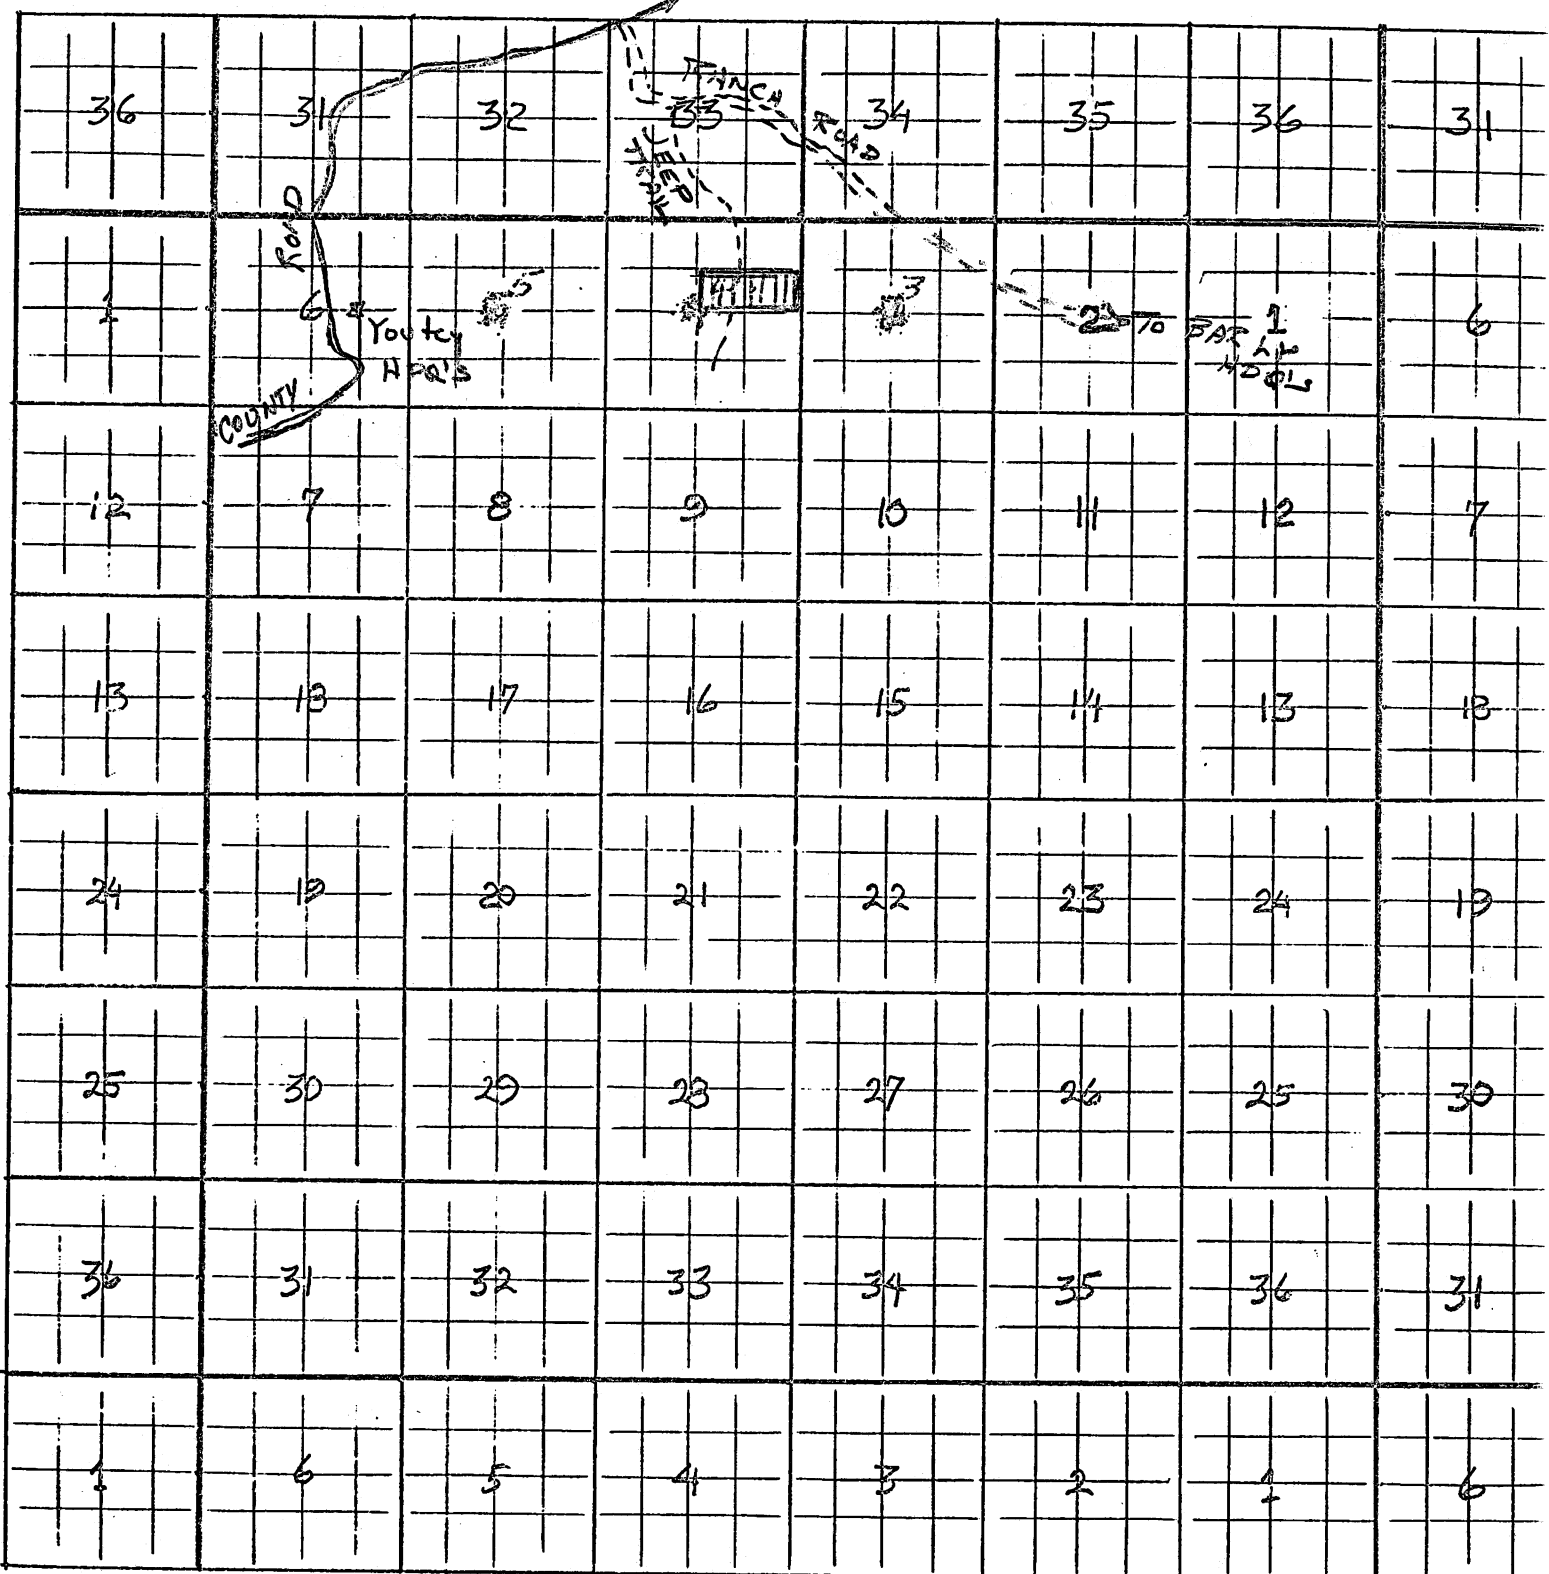 36 31 32 33 34 35 36 31
RANCH ROAD
JEEP TRAIL
ROAD
1 6 5 3 2 TO BAR 1 6
Youtey
HDQ'S
COUNTY
12 7 8 9 10 11 12 7
13 18 17 16 15 14 13 18
24 19 20 21 22 23 24 19
25 30 29 28 27 26 25 30
36 31 32 33 34 35 36 31
1 6 5 4 3 2 1 6